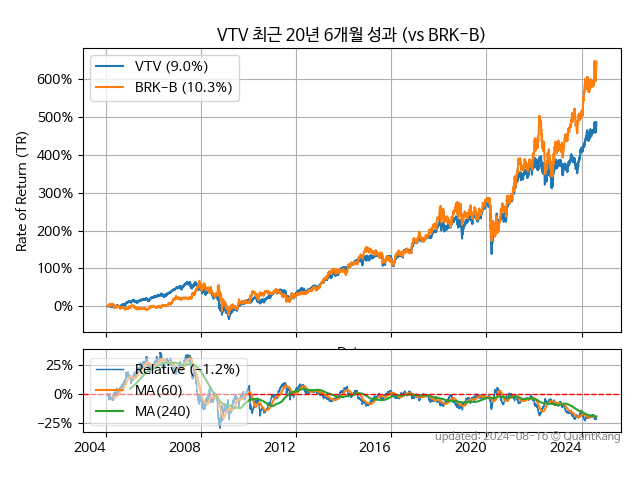 VTV 최근 20년 6개월 성과 (vs BRK-B)
Rate of Return (TR)
600%
500%
400%
300%
200%
100%
0%
VTV (9.0%)
BRK-B (10.3%)
25%
0%
−25%
Relative (−1.2%)
MA(60)
MA(240)
2004 2008 2012 2016 2020 2024
updated: 2024-08-16 © QuantKang